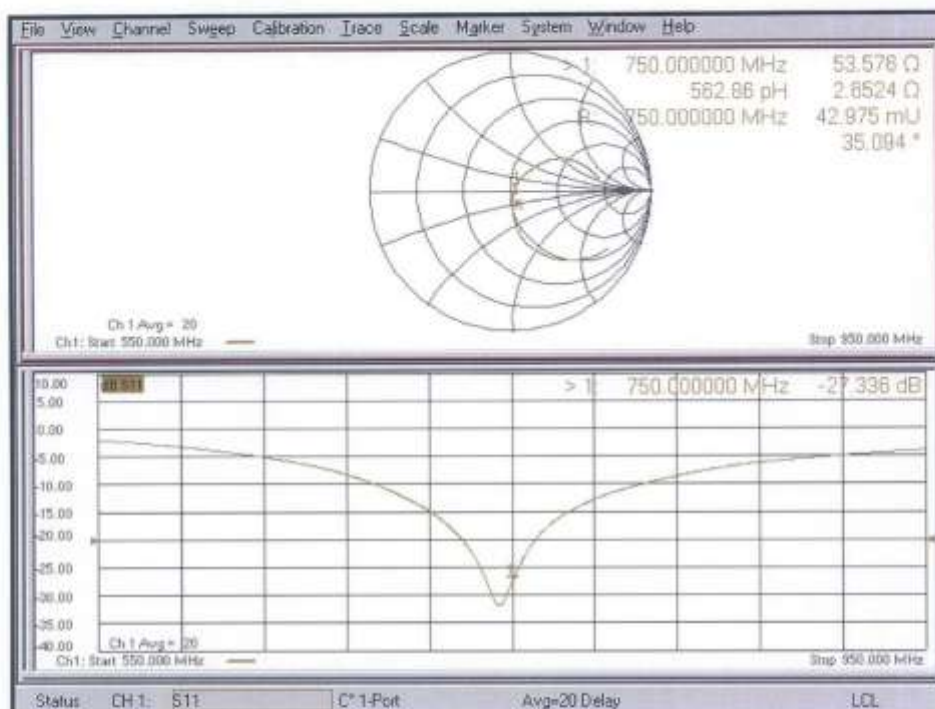 File View Channel Sweep Calibration Trace Scale Marker System Window Help
> 1: 750.000000 MHz 53.576 Ω
562.86 pH 2.6524 Ω
R: 750.000000 MHz 42.975 mU
35.094 °
Ch 1 Avg = 20
Ch1: Start 550.000 MHz
Stop 950.000 MHz
10.00 dB S11 > 1: 750.000000 MHz -27.336 dB
5.00
0.00
-5.00
-10.00
-15.00
-20.00
-25.00
-30.00
-35.00
-40.00
Ch 1 Avg = 20
Ch1: Start 550.000 MHz
Stop 950.000 MHz
Status CH 1: S11 C* 1-Port Avg=20 Delay LCL